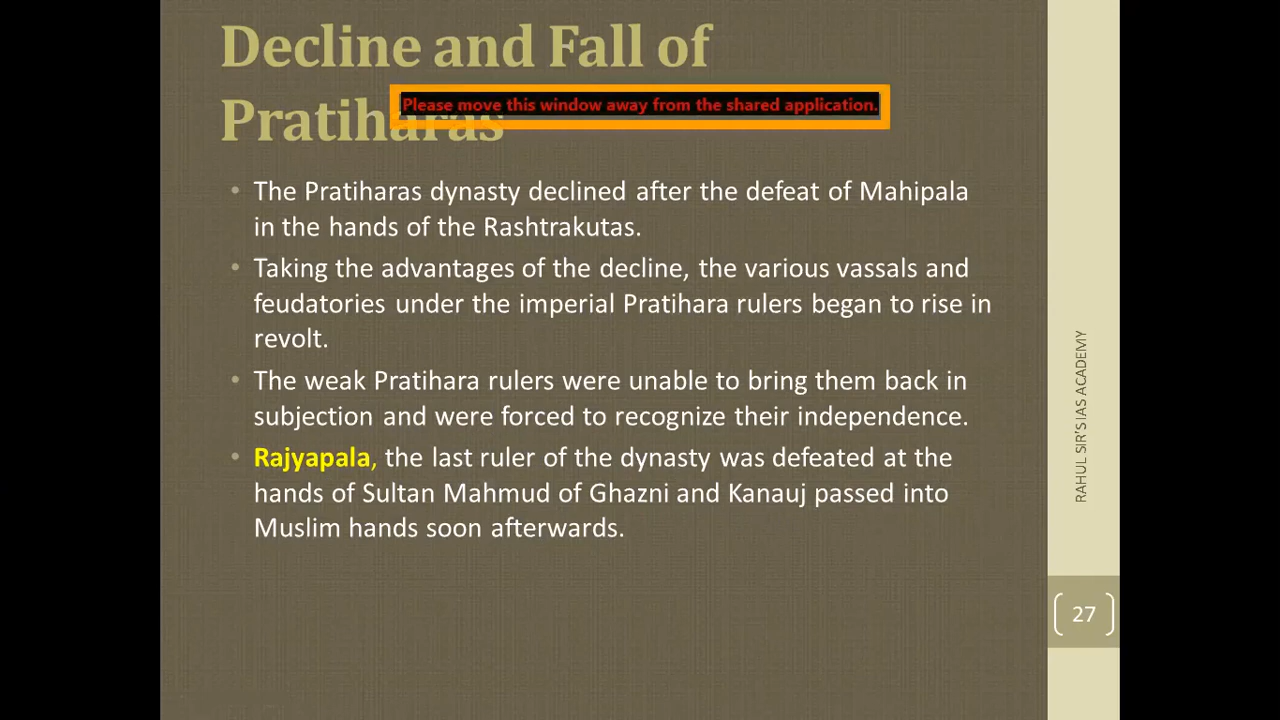 Decline and Fall of
Pratiharas
Please move this window away from the shared application.
• The Pratiharas dynasty declined after the defeat of Mahipala
in the hands of the Rashtrakutas.
• Taking the advantages of the decline, the various vassals and
feudatories under the imperial Pratihara rulers began to rise in
revolt.
• The weak Pratihara rulers were unable to bring them back in
subjection and were forced to recognize their independence.
• Rajyapala, the last ruler of the dynasty was defeated at the
hands of Sultan Mahmud of Ghazni and Kanauj passed into
Muslim hands soon afterwards.
RAHUL SIR'S IAS ACADEMY
27